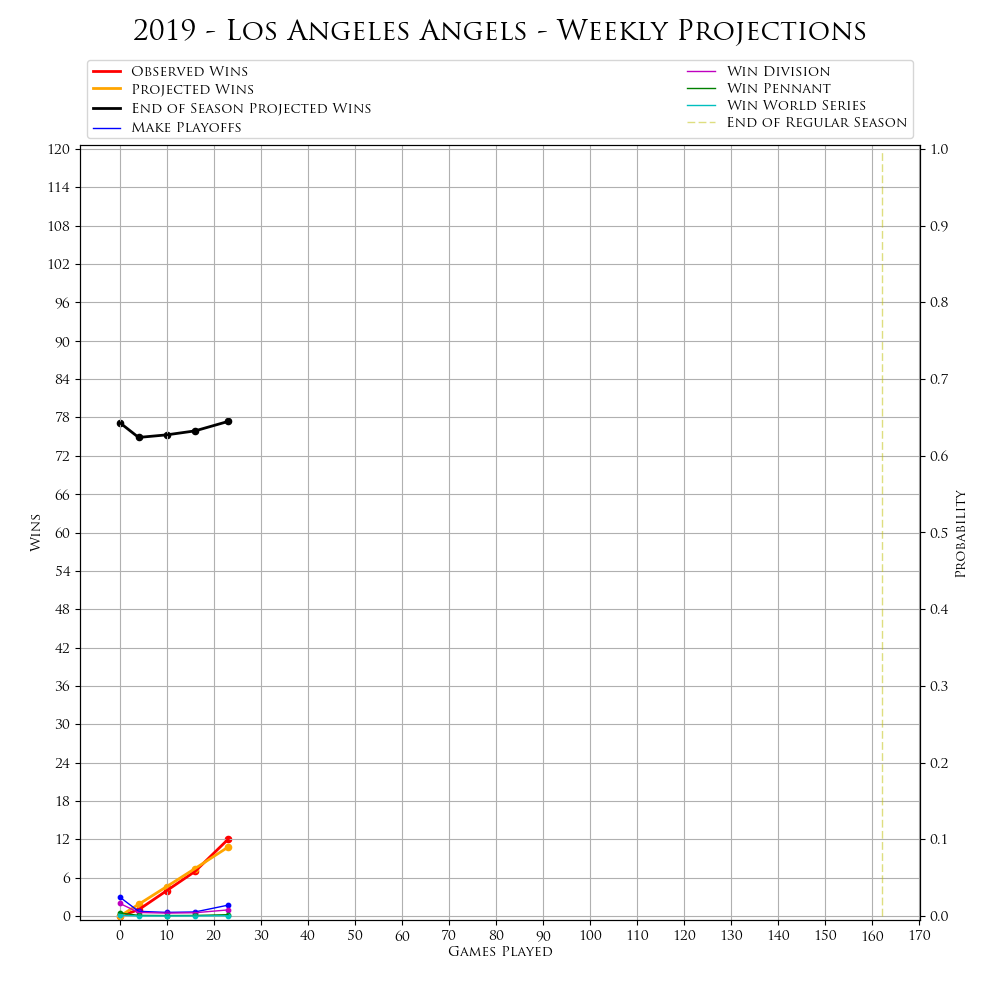 2019 - Los Angeles Angels - Weekly Projections
Observed Wins
Projected Wins
End of Season Projected Wins
Make Playoffs
Win Division
Win Pennant
Win World Series
End of Regular Season
120
114
108
102
96
90
84
78
72
66
60
54
48
42
36
30
24
18
12
6
0
Wins
1.0
0.9
0.8
0.7
0.6
0.5
0.4
0.3
0.2
0.1
0.0
Probability
0 10 20 30 40 50 60 70 80 90 100 110 120 130 140 150 160 170
Games Played